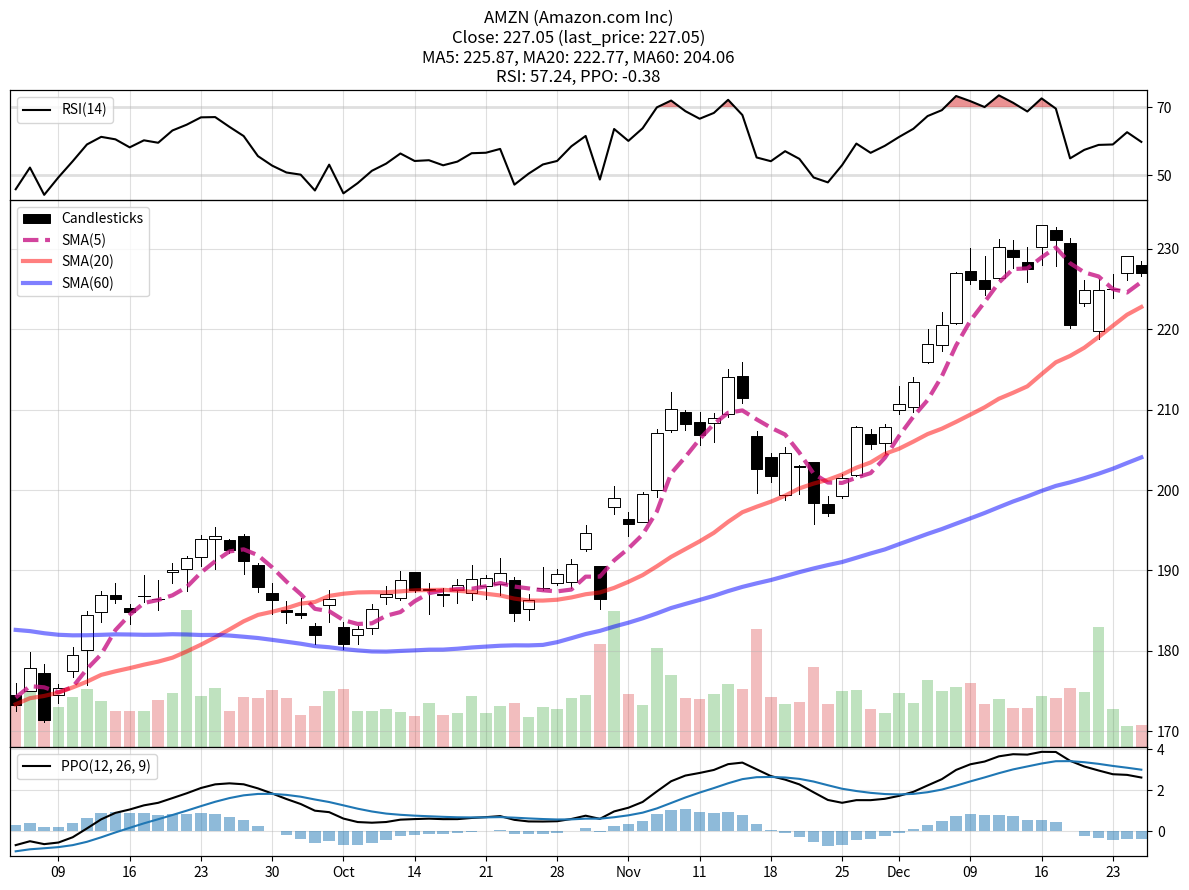 AMZN (Amazon.com Inc)
Close: 227.05 (last_price: 227.05)
MA5: 225.87, MA20: 222.77, MA60: 204.06
RSI: 57.24, PPO: -0.38
RSI(14)
70
50
Candlesticks
SMA(5)
SMA(20)
SMA(60)
230
220
210
200
190
180
170
PPO(12, 26, 9)
4
2
0
09 16 23 30 Oct 14 21 28 Nov 11 18 25 Dec 09 16 23